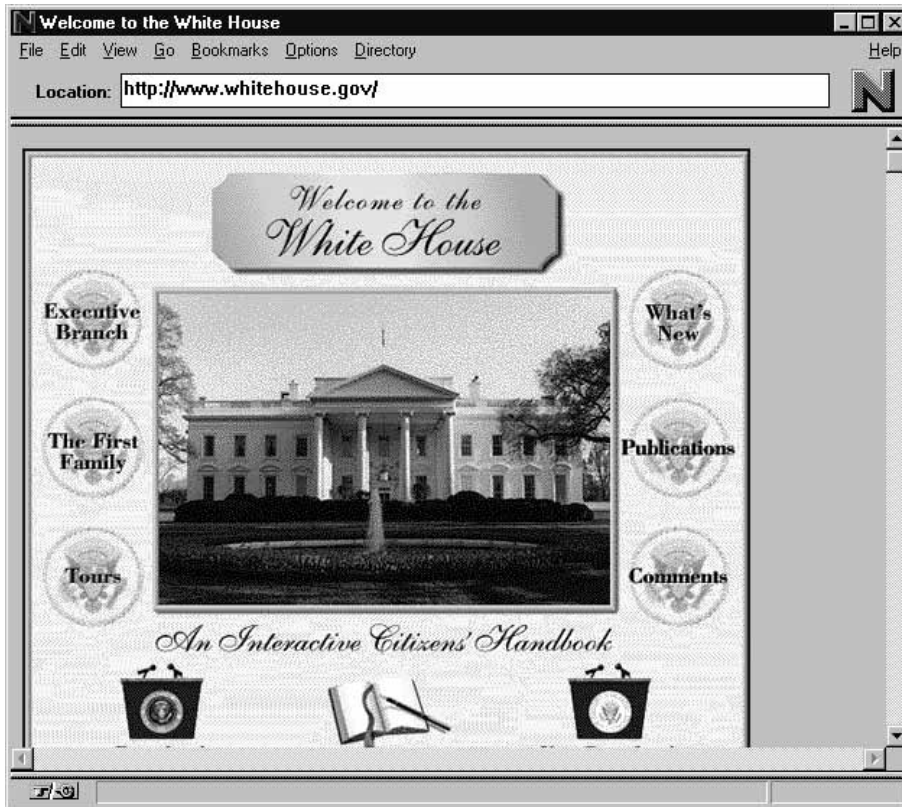 Welcome to the White House
File Edit View Go Bookmarks Options Directory Help
Location: http://www.whitehouse.gov/
N
Welcome to the
White House
Executive
Branch
What's
New
The First
Family
Publications
Tours
Comments
An Interactive Citizens' Handbook